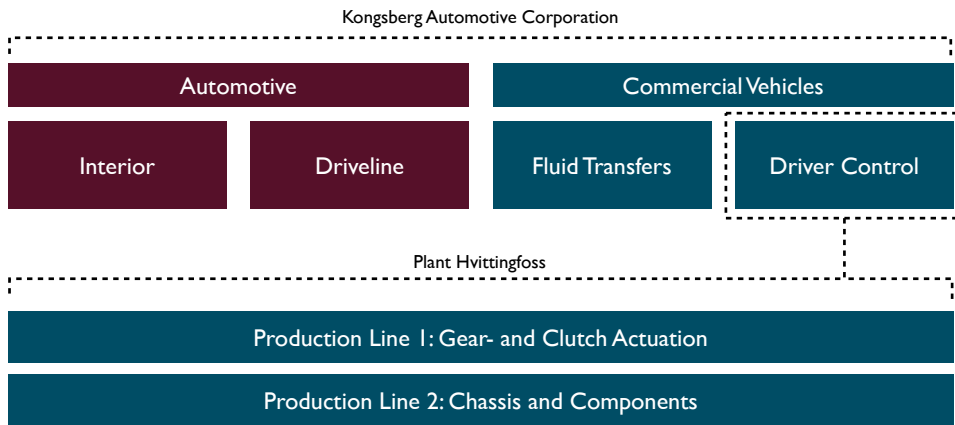 Kongsberg Automotive Corporation
Automotive
Commercial Vehicles
Interior
Driveline
Fluid Transfers
Driver Control
Plant Hvittingfoss
Production Line 1: Gear- and Clutch Actuation
Production Line 2: Chassis and Components